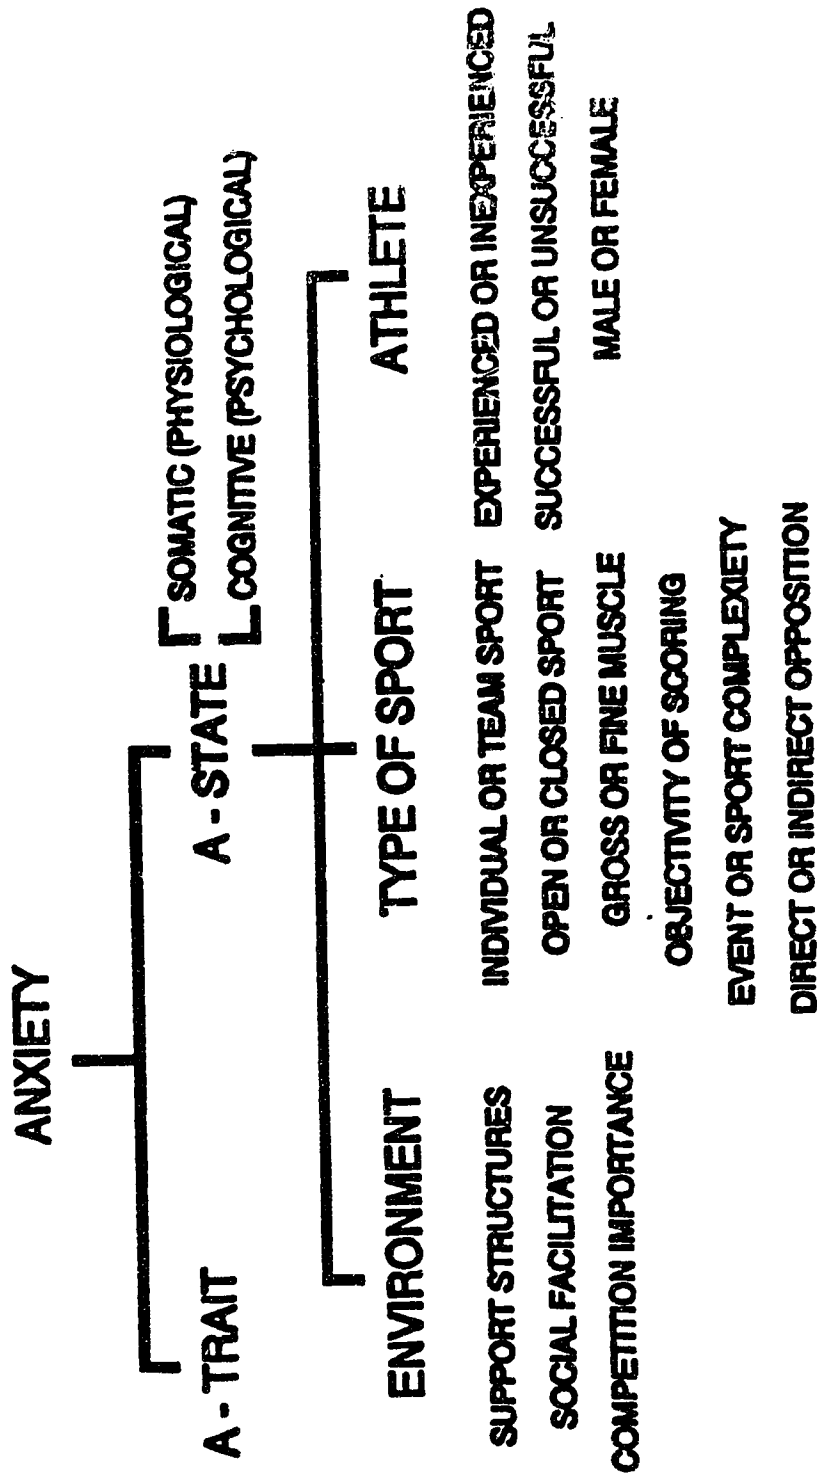 ANXIETY
A - TRAIT
A - STATE
SOMATIC (PHYSIOLOGICAL)
COGNITIVE (PSYCHOLOGICAL)
ENVIRONMENT
SUPPORT STRUCTURES
SOCIAL FACILITATION
COMPETITION IMPORTANCE
TYPE OF SPORT
INDIVIDUAL OR TEAM SPORT
OPEN OR CLOSED SPORT
GROSS OR FINE MUSCLE
OBJECTIVITY OF SCORING
EVENT OR SPORT COMPLEXIETY
DIRECT OR INDIRECT OPPOSITION
ATHLETE
EXPERIENCED OR INEXPERIENCED
SUCCESSFUL OR UNSUCCESSFUL
MALE OR FEMALE